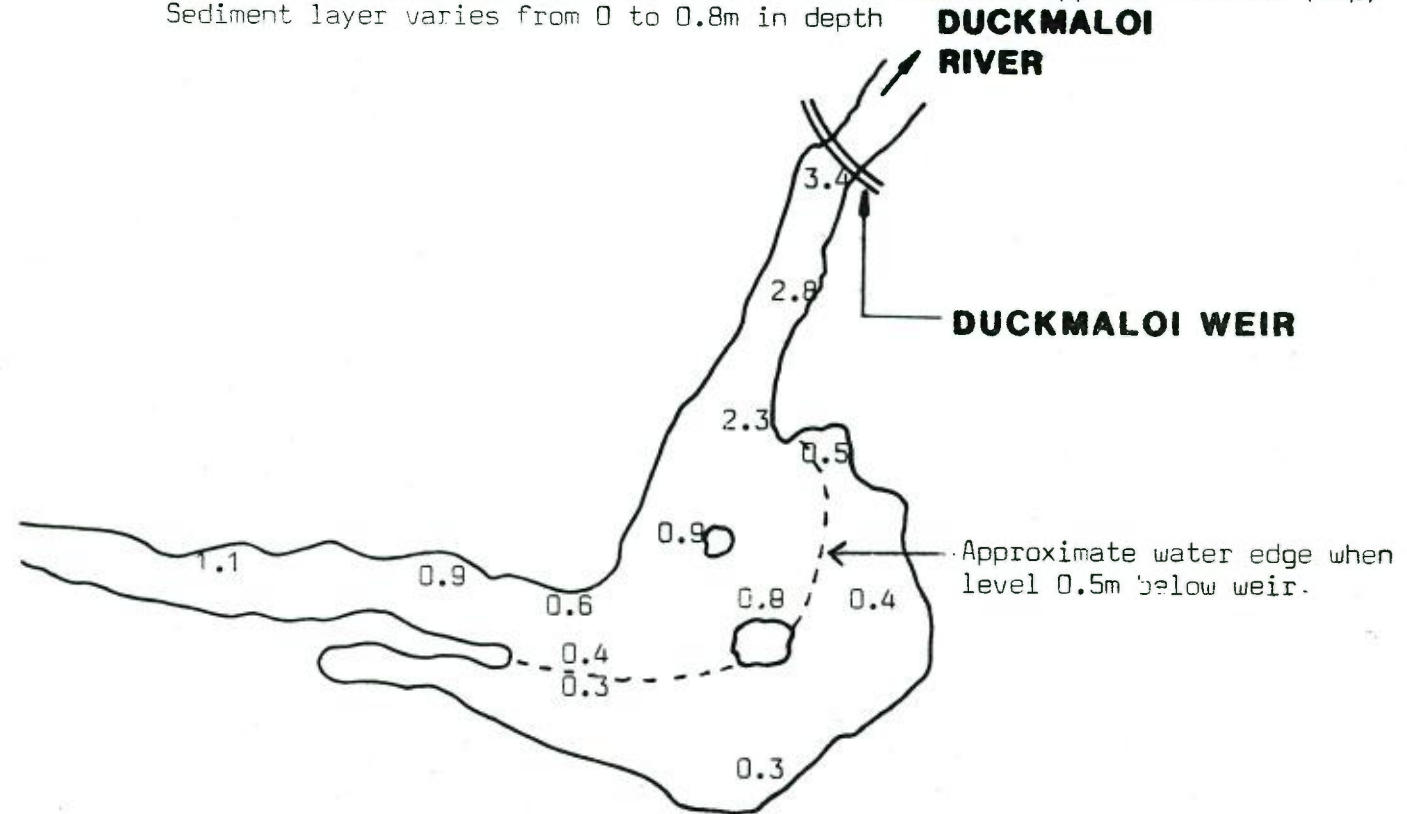 Sediment layer varies from 0 to 0.8m in depth
DUCKMALOI
RIVER
3.4
2.8
DUCKMALOI WEIR
2.3
0.5
0.9
Approximate water edge when
level 0.5m below weir.
1.1
0.9
0.6
0.8
0.4
0.4
0.3
0.3